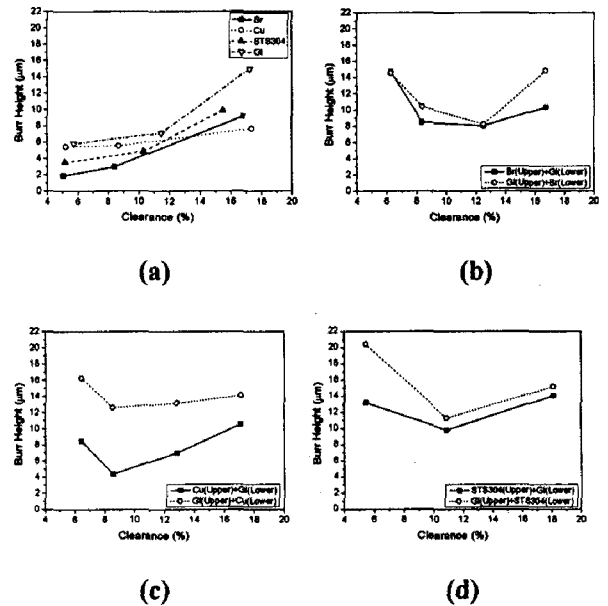 22
20
18
16
14
12
10
8
6
4
2
0
Burr Height (μm)
4 6 8 10 12 14 16 18 20
Clearance (%)
Br
Cu
STS304
GI
(a)
22
20
18
16
14
12
10
8
6
4
2
0
Burr Height (μm)
4 6 8 10 12 14 16 18 20
Clearance (%)
Br(Upper)+GI(Lower)
GI(Upper)+Br(Lower)
(b)
22
20
18
16
14
12
10
8
6
4
2
0
Burr Height (μm)
4 6 8 10 12 14 16 18 20
Clearance (%)
Cu(Upper)+GI(Lower)
GI(Upper)+Cu(Lower)
(c)
22
20
18
16
14
12
10
8
6
4
2
0
Burr Height (μm)
4 6 8 10 12 14 16 18 20
Clearance (%)
STS304(Upper)+GI(Lower)
GI(Upper)+STS304(Lower)
(d)